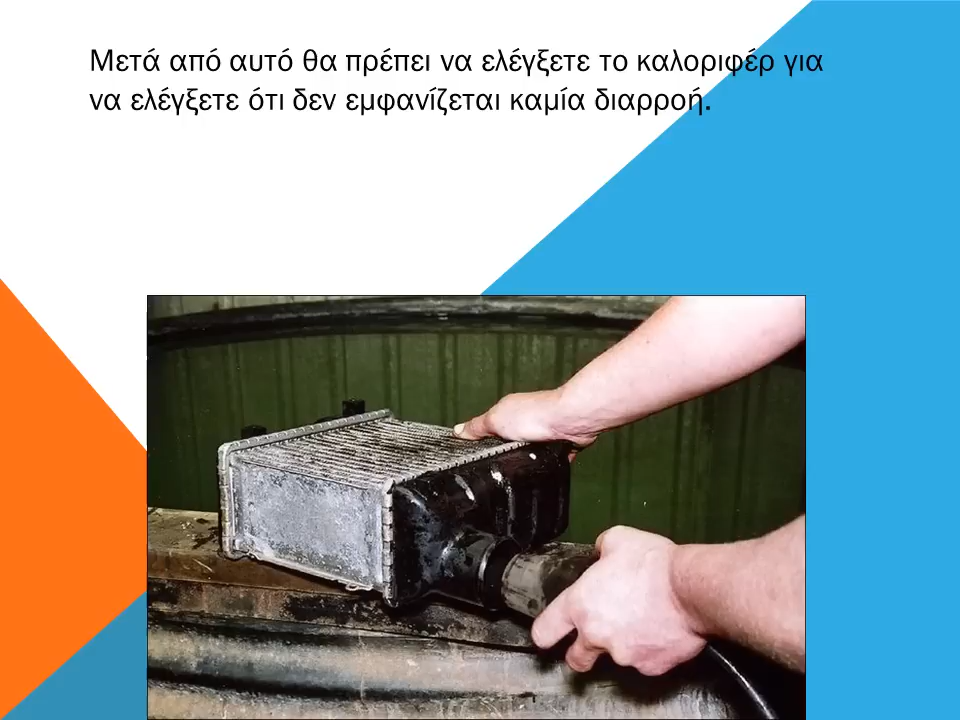 Μετά από αυτό θα πρέπει να ελέγξετε το καλοριφέρ για
να ελέγξετε ότι δεν εμφανίζεται καμία διαρροή.